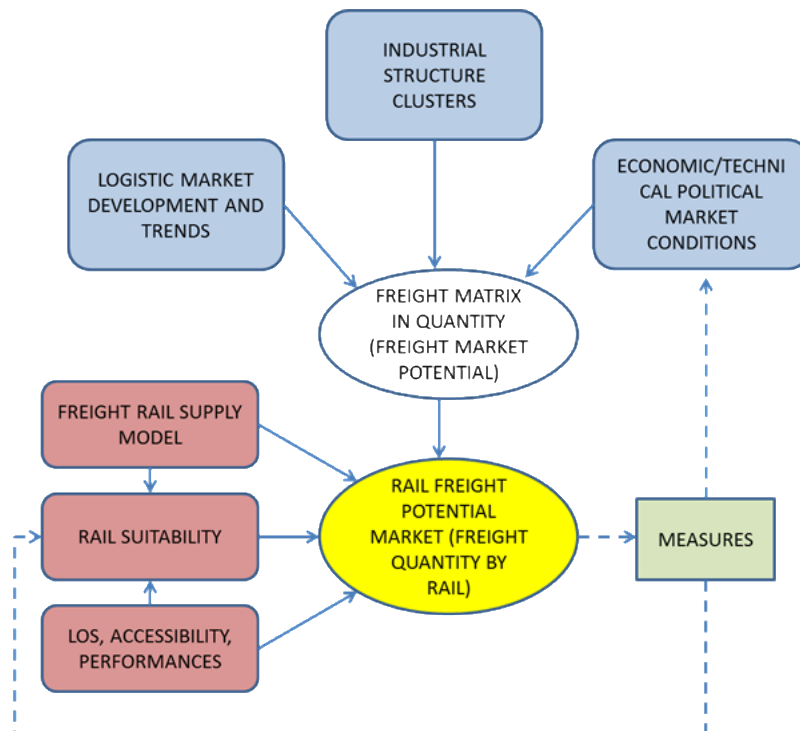 INDUSTRIAL
STRUCTURE
CLUSTERS
LOGISTIC MARKET
DEVELOPMENT AND
TRENDS
ECONOMIC/TECHNI
CAL POLITICAL
MARKET
CONDITIONS
FREIGHT MATRIX
IN QUANTITY
(FREIGHT MARKET
POTENTIAL)
FREIGHT RAIL SUPPLY
MODEL
RAIL SUITABILITY
LOS, ACCESSIBILITY,
PERFORMANCES
RAIL FREIGHT
POTENTIAL
MARKET (FREIGHT
QUANTITY BY
RAIL)
MEASURES